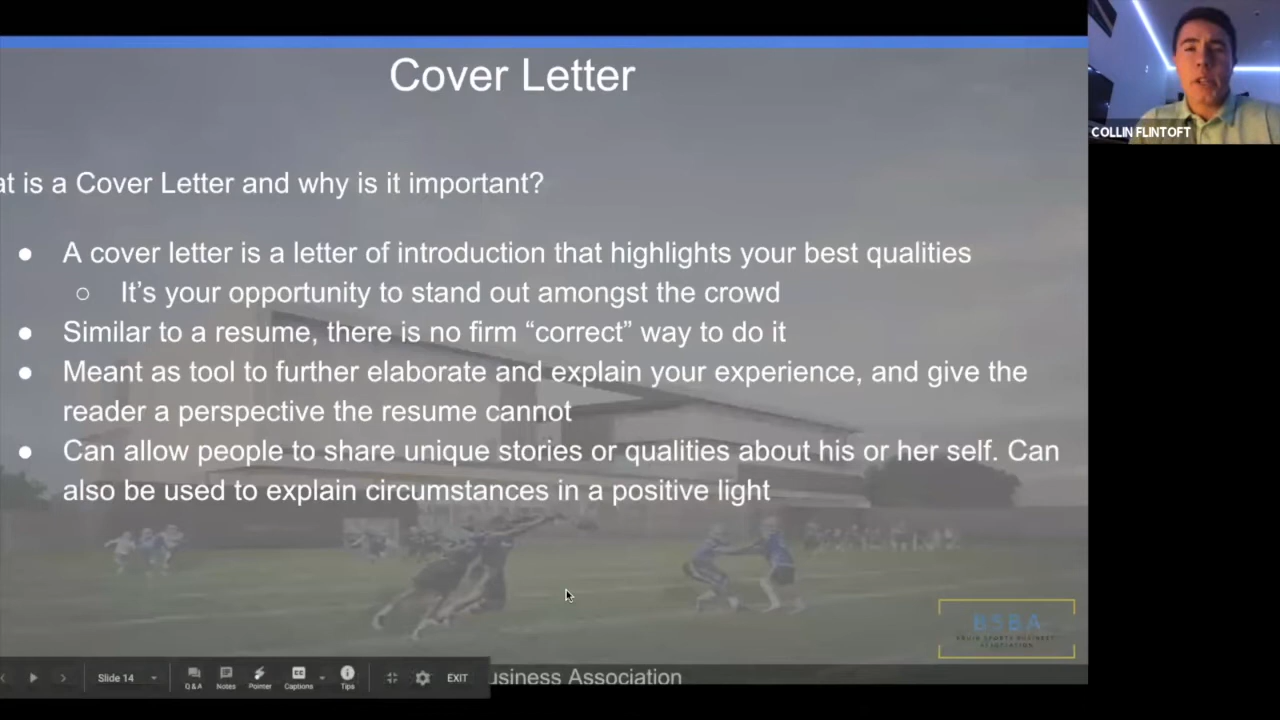 Cover Letter
COLLIN FLINTOFT
at is a Cover Letter and why is it important?
● A cover letter is a letter of introduction that highlights your best qualities
○ It’s your opportunity to stand out amongst the crowd
● Similar to a resume, there is no firm “correct” way to do it
● Meant as tool to further elaborate and explain your experience, and give the
reader a perspective the resume cannot
● Can allow people to share unique stories or qualities about his or her self. Can
also be used to explain circumstances in a positive light
BSBA
SPORTS BUSINESS
ASSOCIATION
Slide 14
Q&A
Notes
Pointer
CC
Captions
Tips
EXIT
usiness Association